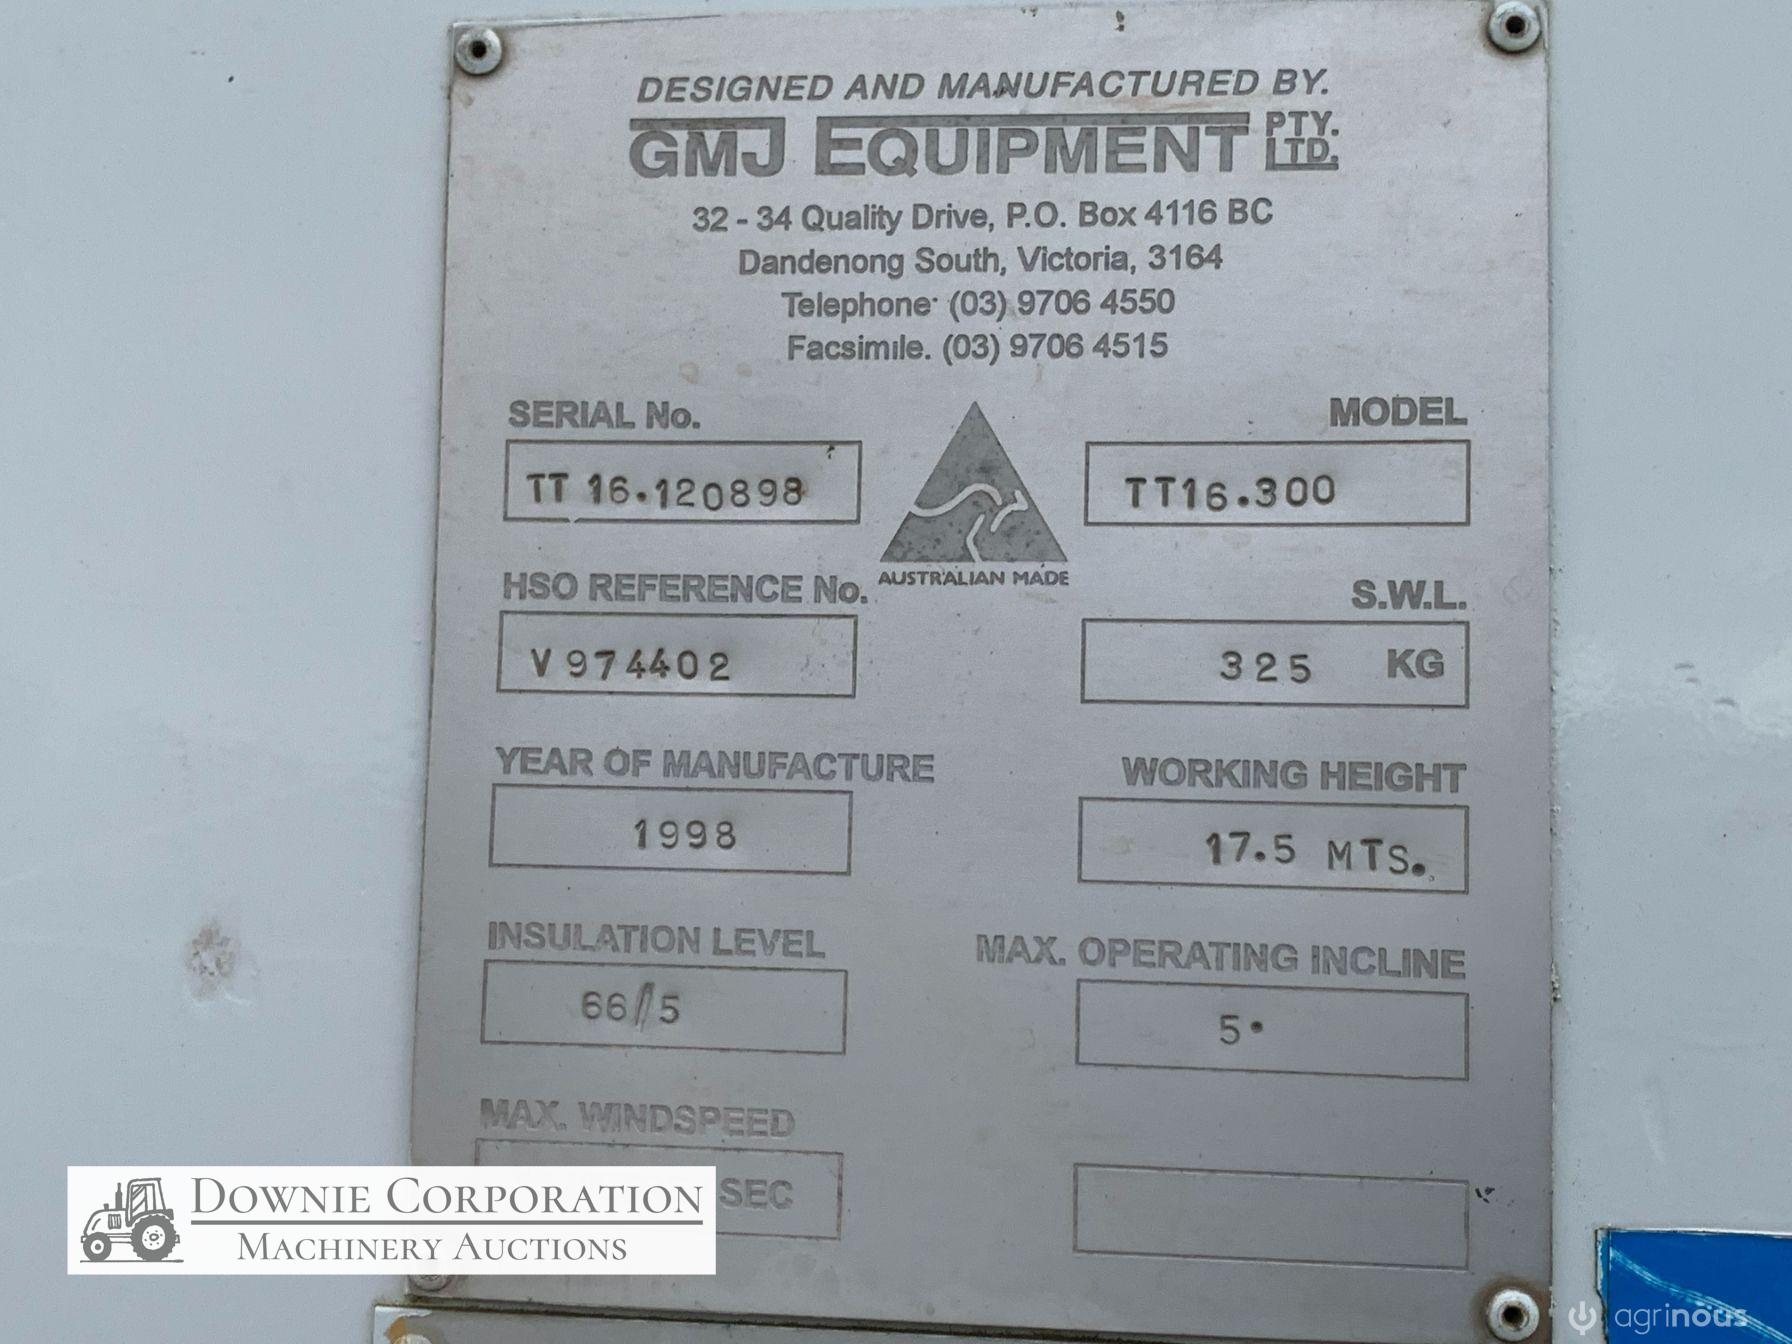 DESIGNED AND MANUFACTURED BY.
GMJ EQUIPMENT PTY. LTD.
32 - 34 Quality Drive, P.O. Box 4116 BC
Dandenong South, Victoria, 3164
Telephone· (03) 9706 4550
Facsimile. (03) 9706 4515
SERIAL No.
TT 16.120898
MODEL
TT16.300
AUSTRALIAN MADE
HSO REFERENCE No.
V974402
S.W.L.
325 KG
YEAR OF MANUFACTURE
1998
WORKING HEIGHT
17.5 MTS.
INSULATION LEVEL
66/5
MAX. OPERATING INCLINE
5•
MAX. WINDSPEED
SEC
DOWNIE CORPORATION
MACHINERY AUCTIONS
agrinous